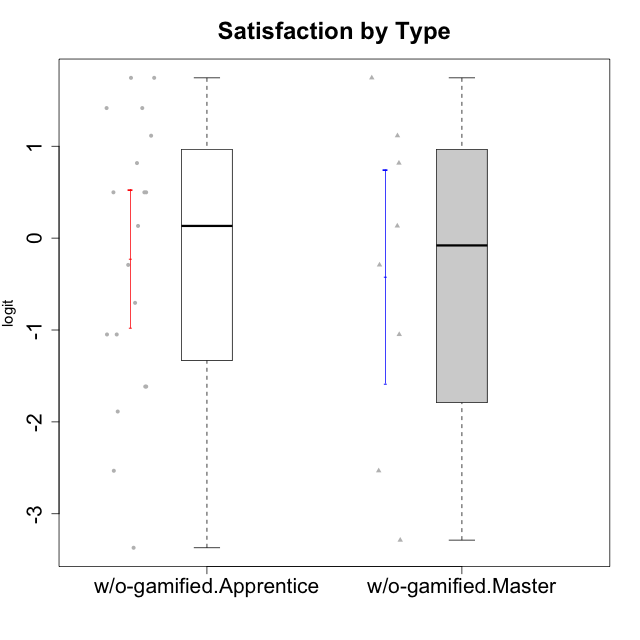 Satisfaction by Type
logit
1
0
-1
-2
-3
w/o-gamified.Apprentice
w/o-gamified.Master